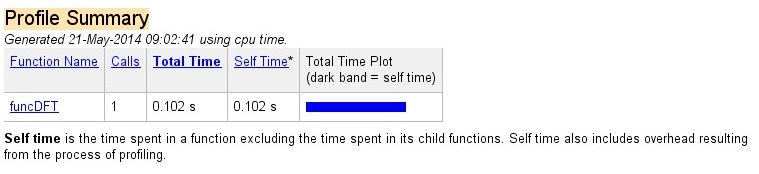 Profile Summary
Generated 21-May-2014 09:02:41 using cpu time.
Function Name Calls Total Time Self Time* Total Time Plot
(dark band = self time)
funcDFT 1 0.102 s 0.102 s
Self time is the time spent in a function excluding the time spent in its child functions. Self time also includes overhead resulting
from the process of profiling.